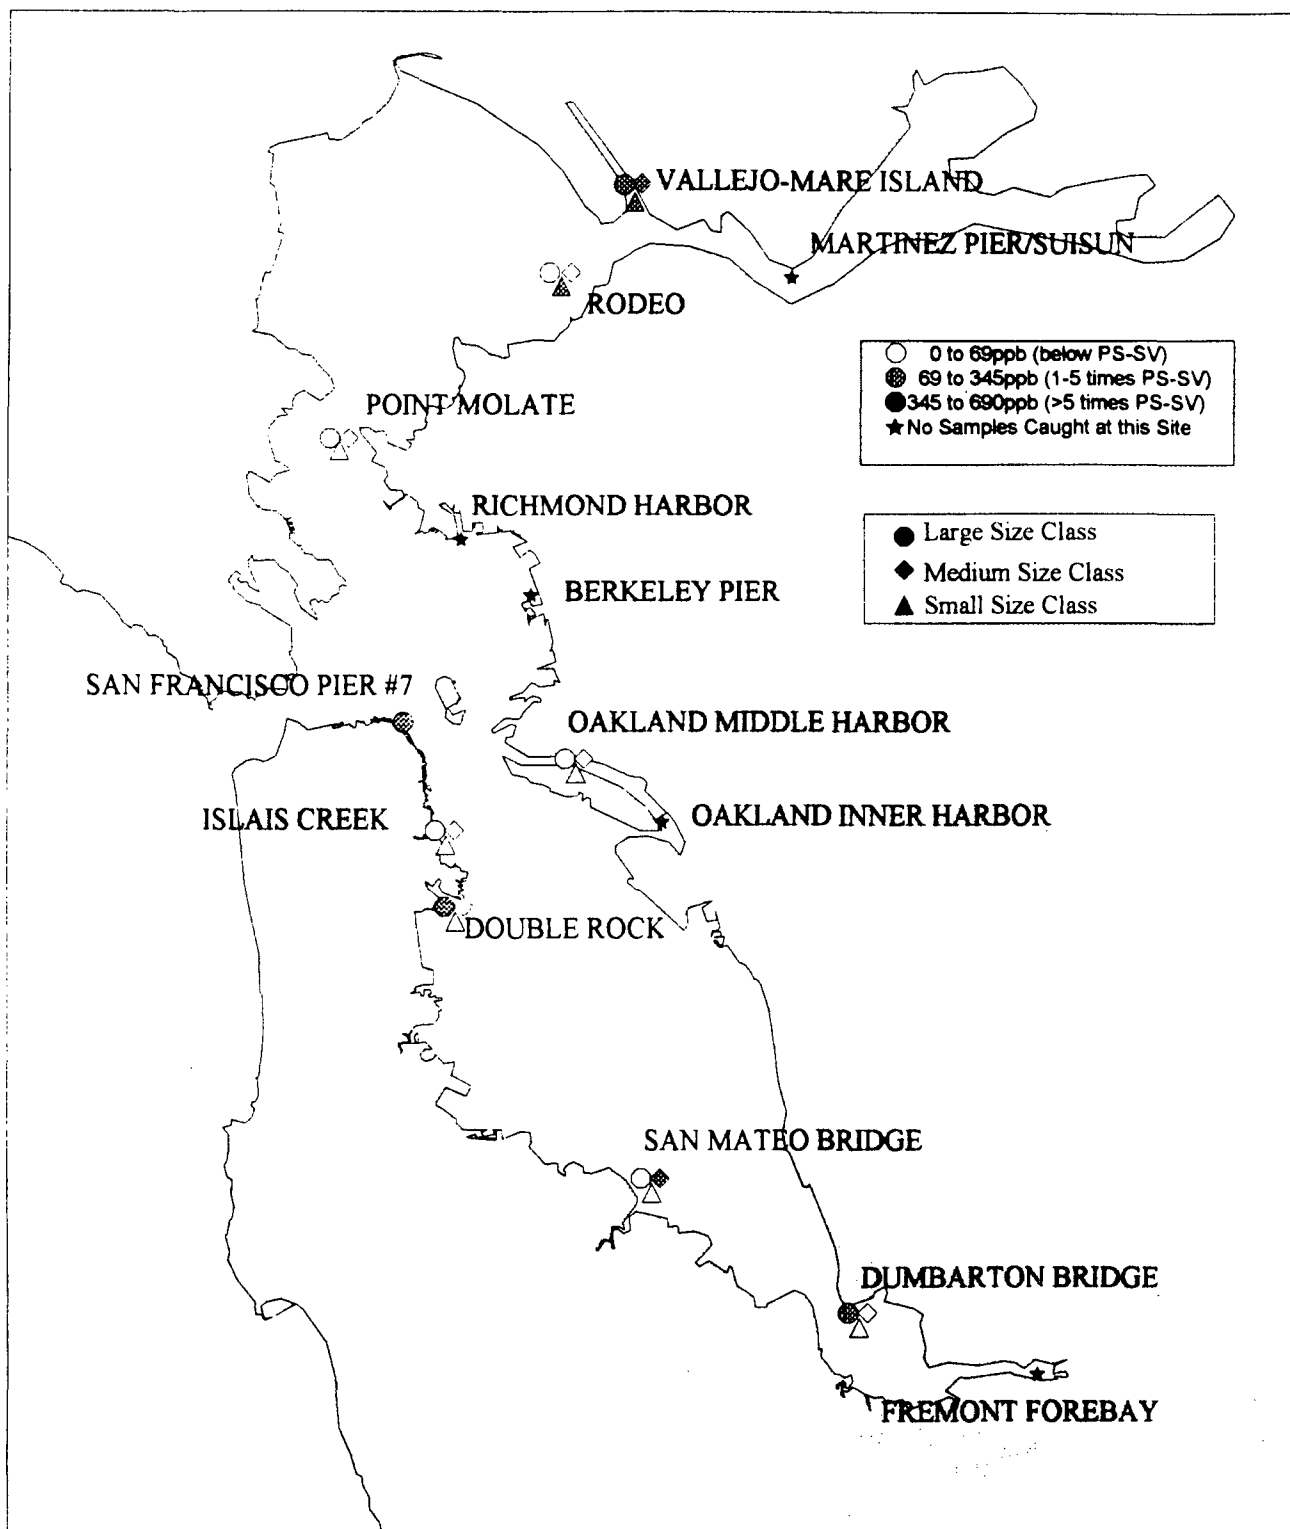 VALLEJO-MARE ISLAND
MARTINEZ PIER/SUISUN
RODEO
0 to 69ppb (below PS-SV)
69 to 345ppb (1-5 times PS-SV)
345 to 690ppb (>5 times PS-SV)
No Samples Caught at this Site
POINT MOLATE
RICHMOND HARBOR
Large Size Class
Medium Size Class
Small Size Class
BERKELEY PIER
SAN FRANCISCO PIER #7
OAKLAND MIDDLE HARBOR
ISLAIS CREEK
OAKLAND INNER HARBOR
DOUBLE ROCK
SAN MATEO BRIDGE
DUMBARTON BRIDGE
FREMONT FOREBAY